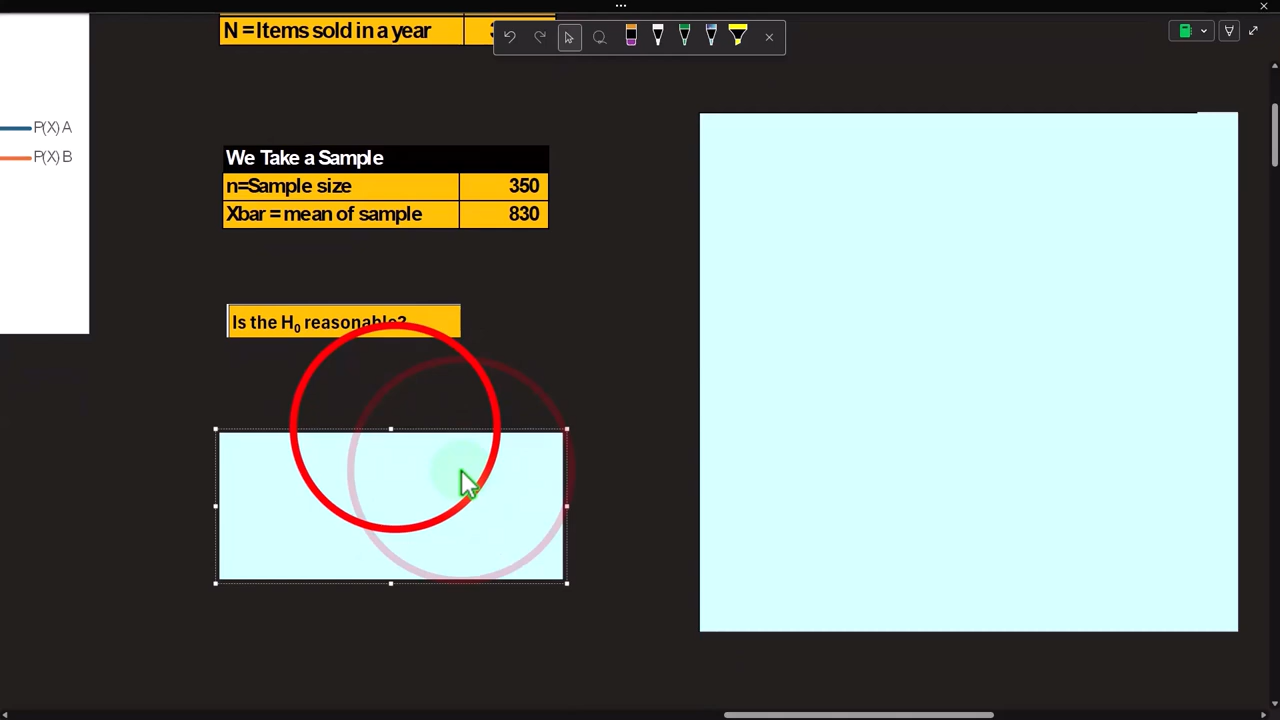 N = Items sold in a year
P(X) A
P(X) B
We Take a Sample
n=Sample size 350
Xbar = mean of sample 830
Is the H₀ reasonable?